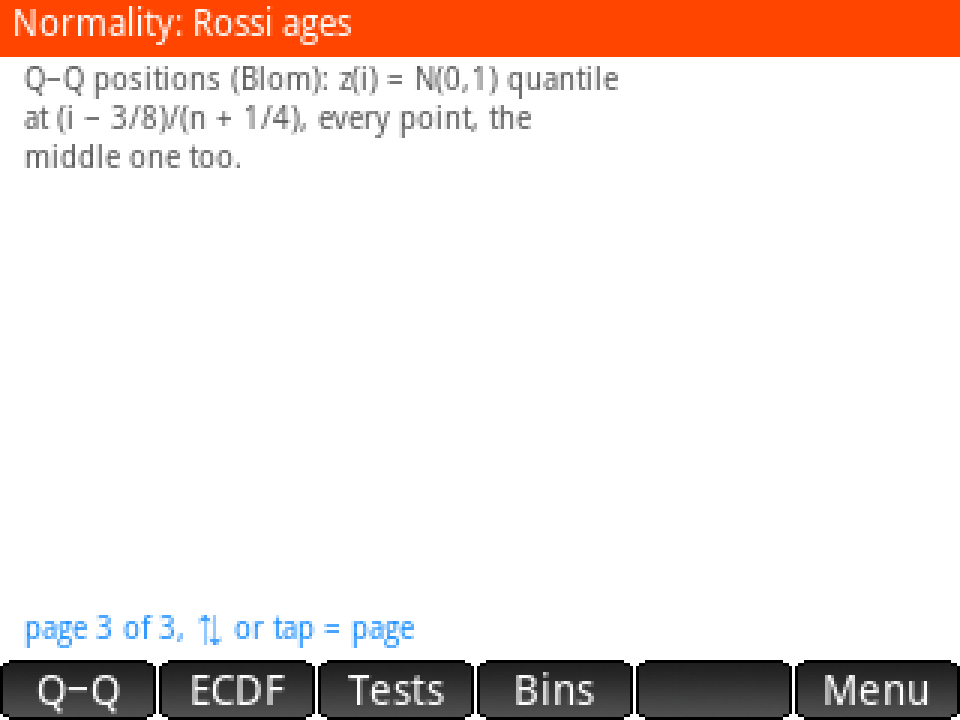 Normality: Rossi ages
Q−Q positions (Blom): z(i) = N(0,1) quantile
at (i − 3/8)/(n + 1/4), every point, the
middle one too.
page 3 of 3, ↑↓ or tap = page
Q−Q ECDF Tests Bins Menu